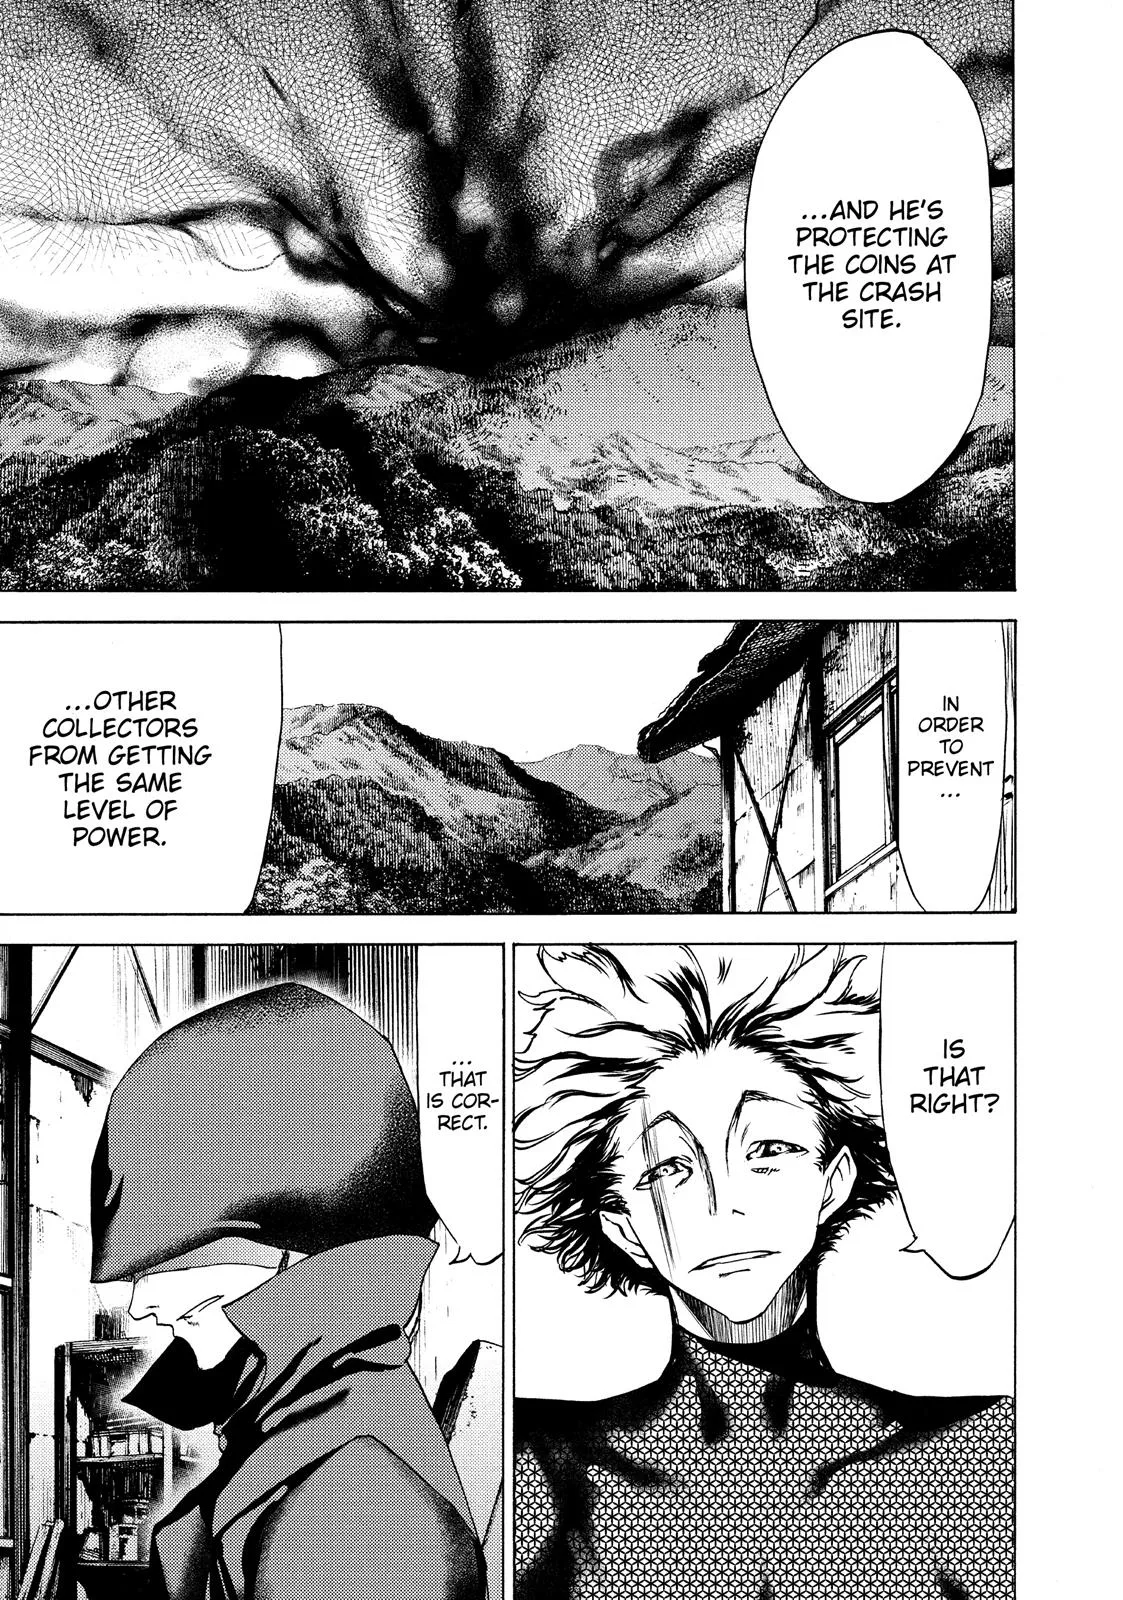 ...AND HE'S
PROTECTING
THE COINS AT
THE CRASH
SITE.
IN
ORDER
TO
PREVENT
...
...OTHER
COLLECTORS
FROM GETTING
THE SAME
LEVEL OF
POWER.
IS
THAT
RIGHT?
...
THAT
IS COR-
RECT.